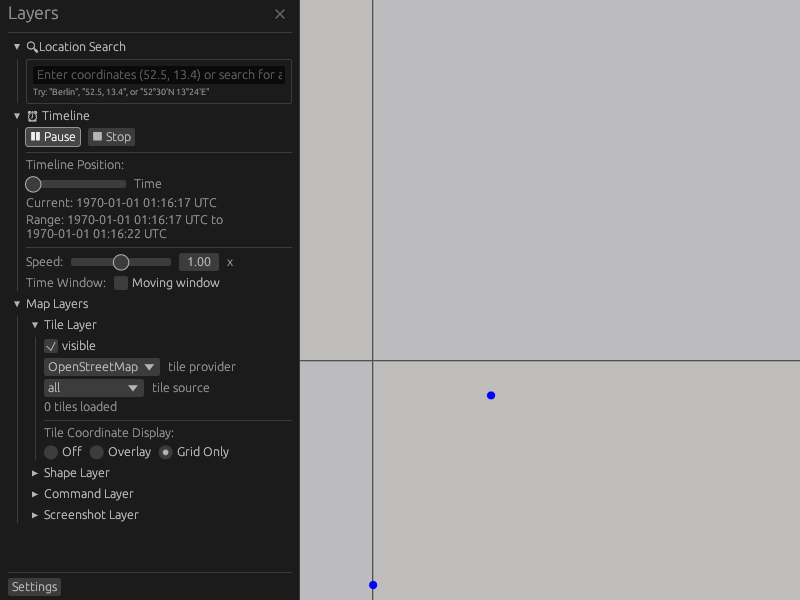 Layers
Location Search
Enter coordinates (52.5, 13.4) or search for a
Try: "Berlin", "52.5, 13.4", or "52°30'N 13°24'E"
Timeline
Pause
Stop
Timeline Position:
Time
Current: 1970-01-01 01:16:17 UTC
Range: 1970-01-01 01:16:17 UTC to
1970-01-01 01:16:22 UTC
Speed: 1.00 x
Time Window: Moving window
Map Layers
Tile Layer
visible
OpenStreetMap tile provider
all tile source
0 tiles loaded
Tile Coordinate Display:
Off Overlay Grid Only
Shape Layer
Command Layer
Screenshot Layer
Settings